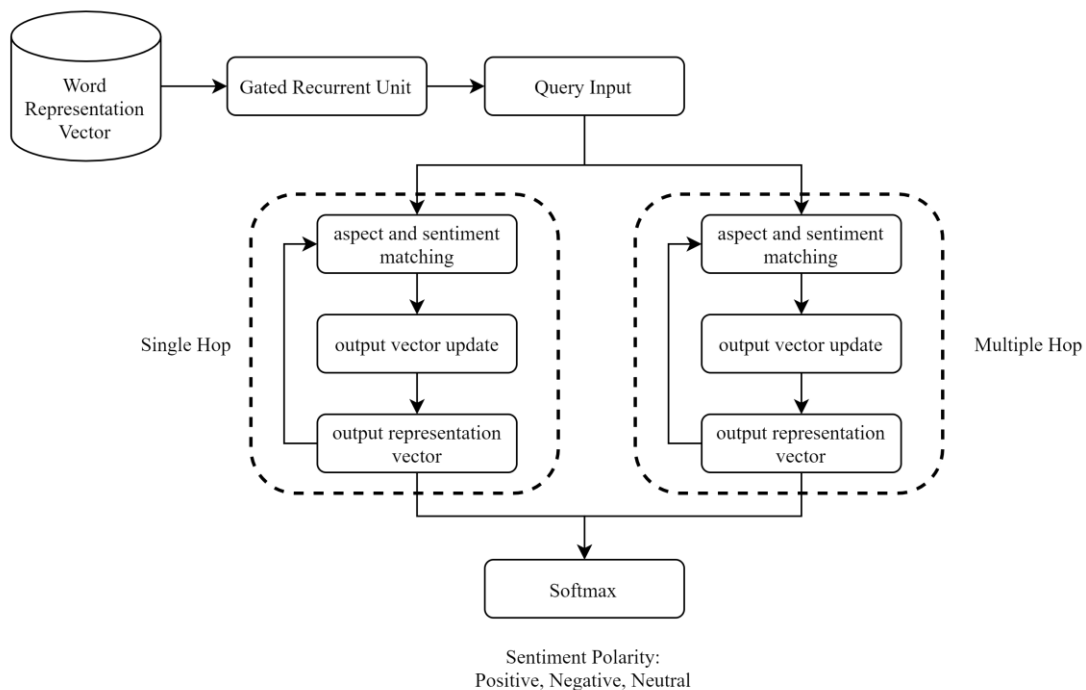 Word
Representation
Vector
Gated Recurrent Unit
Query Input
Single Hop
aspect and sentiment
matching
output vector update
output representation
vector
aspect and sentiment
matching
output vector update
output representation
vector
Multiple Hop
Softmax
Sentiment Polarity:
Positive, Negative, Neutral